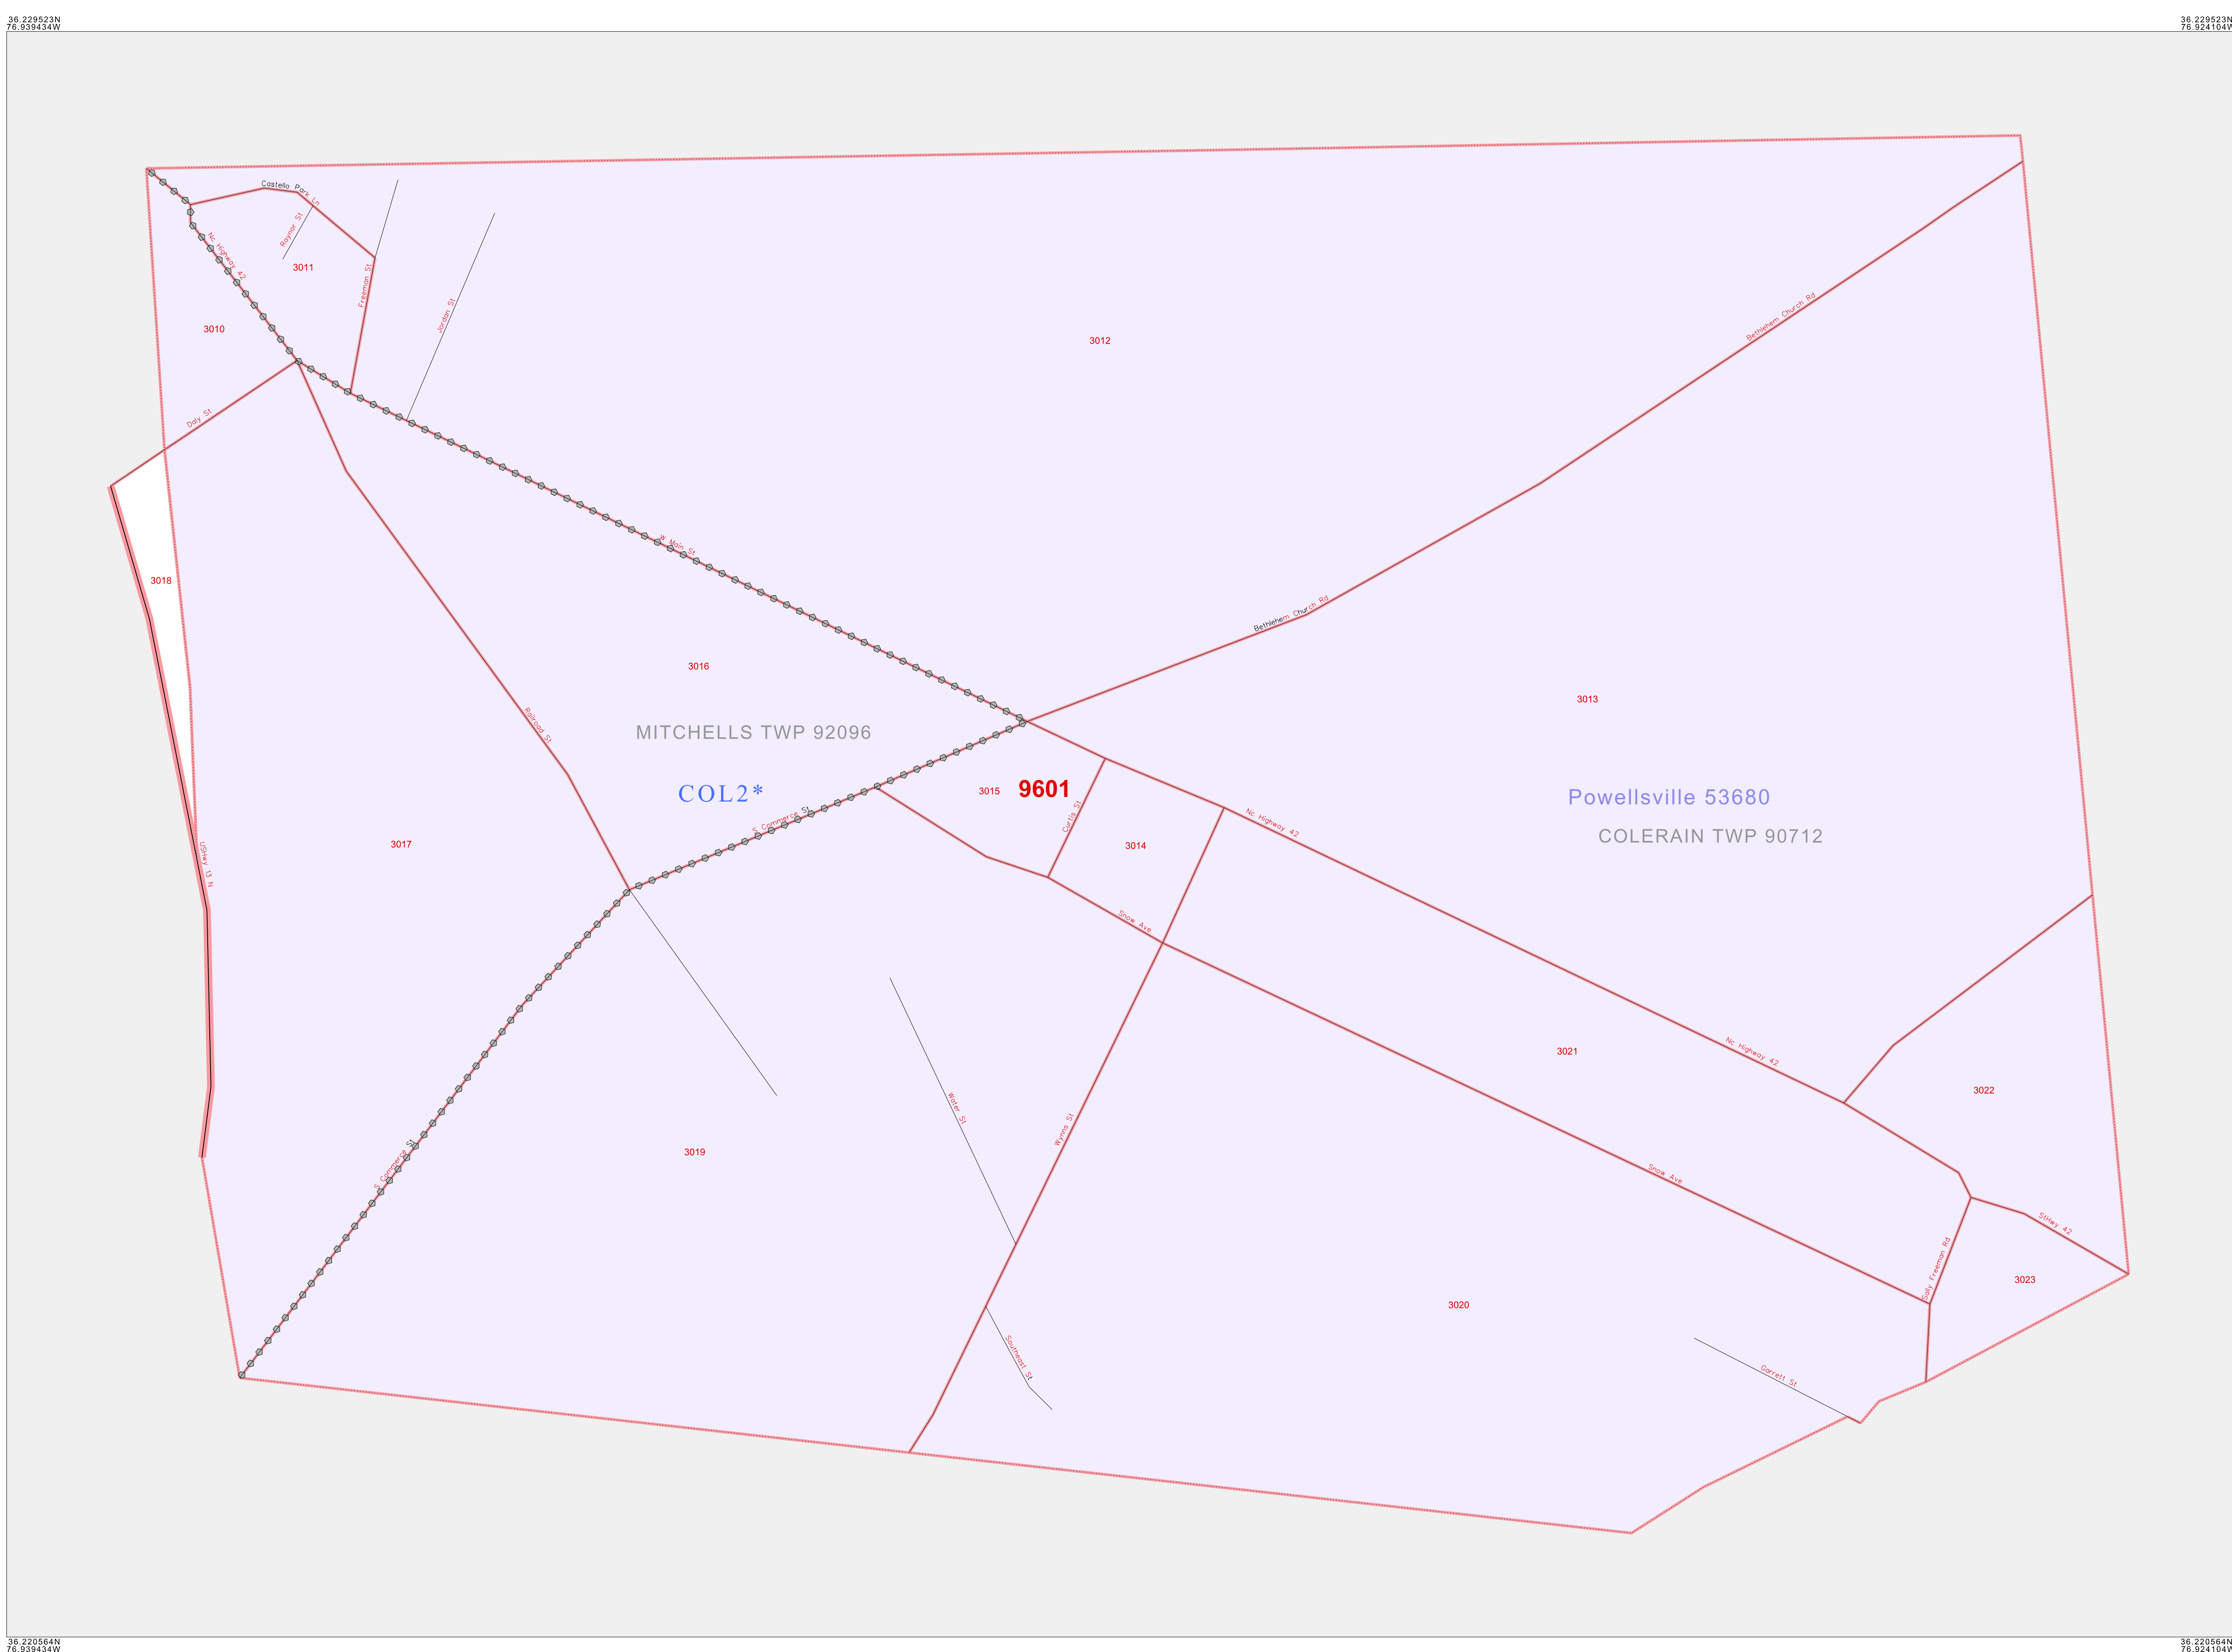 36.229523N
76.939434W
36.229523N
76.924104W
Castello Park Ln
Raynor St
Nc Highway 42
3011
Freeman St
Jordan St
3010
3012
Bethlehem Church Rd
Daly St
W Main St
3018
Bethlehem Church Rd
3016
3013
Railroad St
MITCHELLS TWP 92096
COL2*
9601
3015
Powellsville 53680
S Commerce St
Curtis St
Nc Highway 42
COLERAIN TWP 90712
3017
3014
USHwy 13 N
Snow Ave
3021
Nc Highway 42
3022
Water St
Wynns St
3019
S Commerce St
Snow Ave
StHwy 42
Sally Freeman Rd
3023
3020
Southeast St
Garrett St
36.220564N
76.939434W
36.220564N
76.924104W